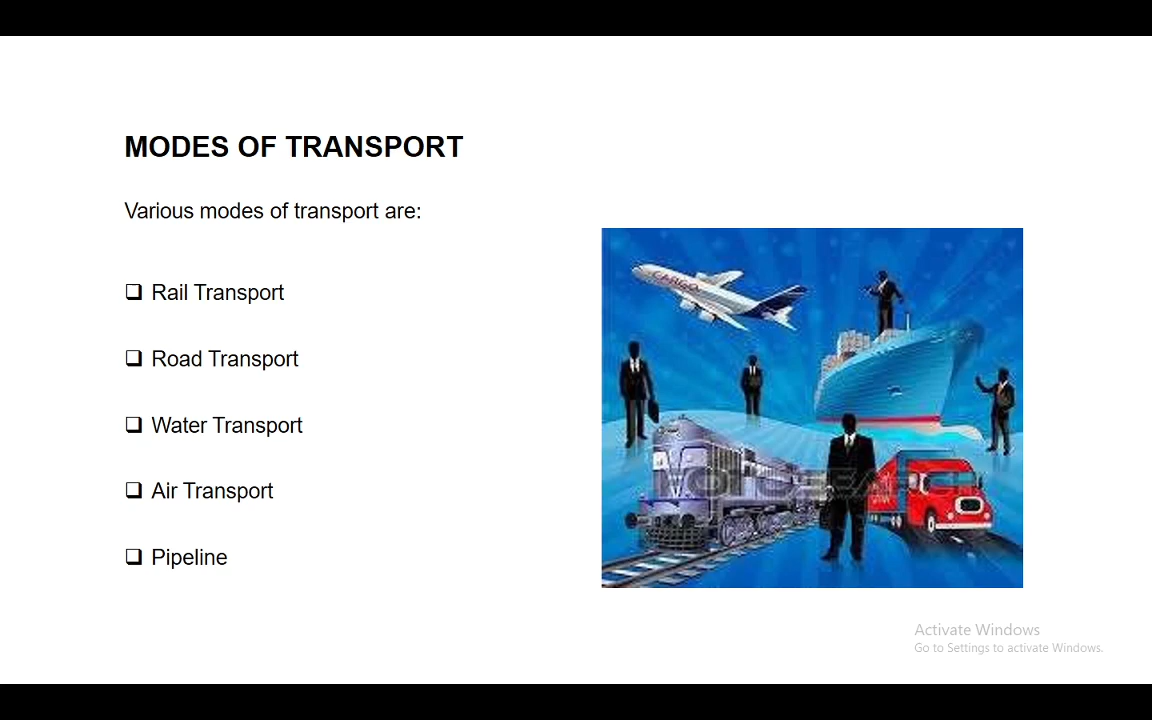 MODES OF TRANSPORT
Various modes of transport are:
❑ Rail Transport
❑ Road Transport
❑ Water Transport
❑ Air Transport
❑ Pipeline
CARGO
Activate Windows
Go to Settings to activate Windows.